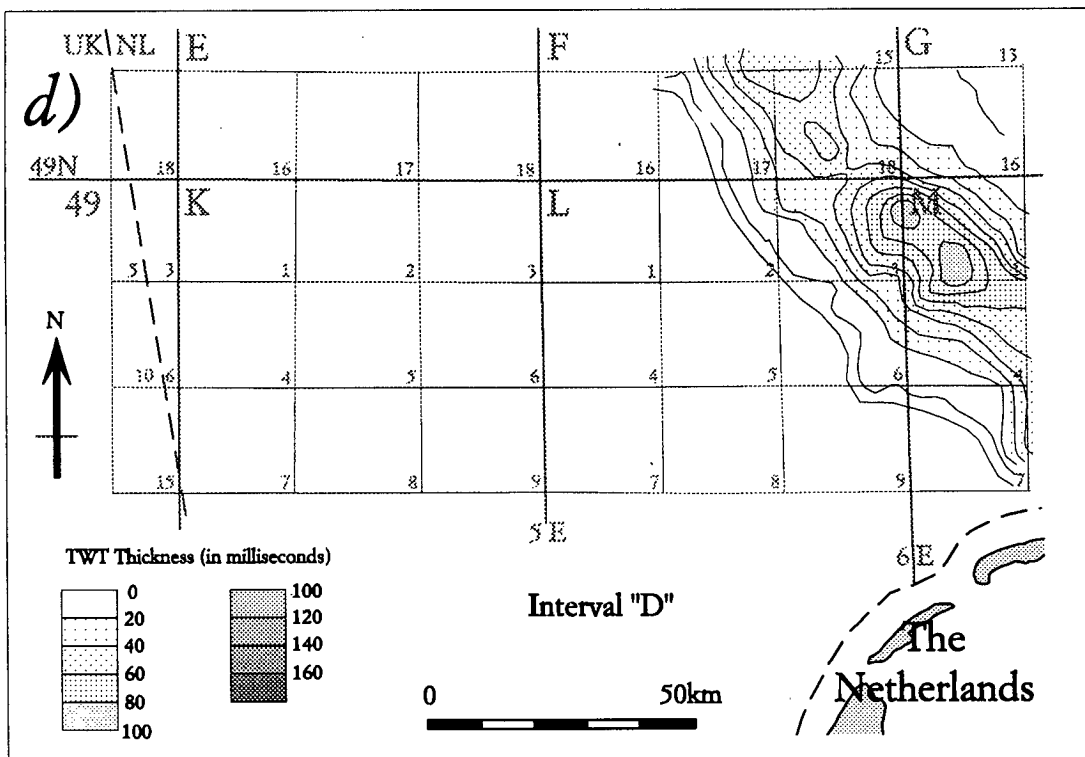 UK NL E F G
d) 15 13
49N 18 16 17 18 16 17 18 16
49 K L M
5 3 1 2 3 1 2 3 1
N
10 6 4 5 6 4 5 6 4
15 7 8 9 7 8 9 7
5 E
6 E
TWT Thickness (in milliseconds)
0
20
40
60
80
100
100
120
140
160
Interval "D"
0 50km
The
Netherlands